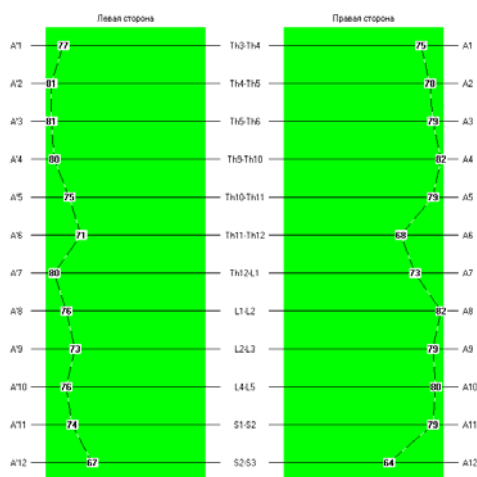 Левая сторона Правая сторона
A'1 77 Th3-Th4 75 A1
A'2 81 Th4-Th5 78 A2
A'3 81 Th5-Th6 79 A3
A'4 80 Th9-Th10 82 A4
A'5 75 Th10-Th11 79 A5
A'6 71 Th11-Th12 68 A6
A'7 80 Th12-L1 73 A7
A'8 76 L1-L2 82 A8
A'9 73 L2-L3 79 A9
A'10 76 L4-L5 80 A10
A'11 74 S1-S2 79 A11
A'12 67 S2-S3 64 A12